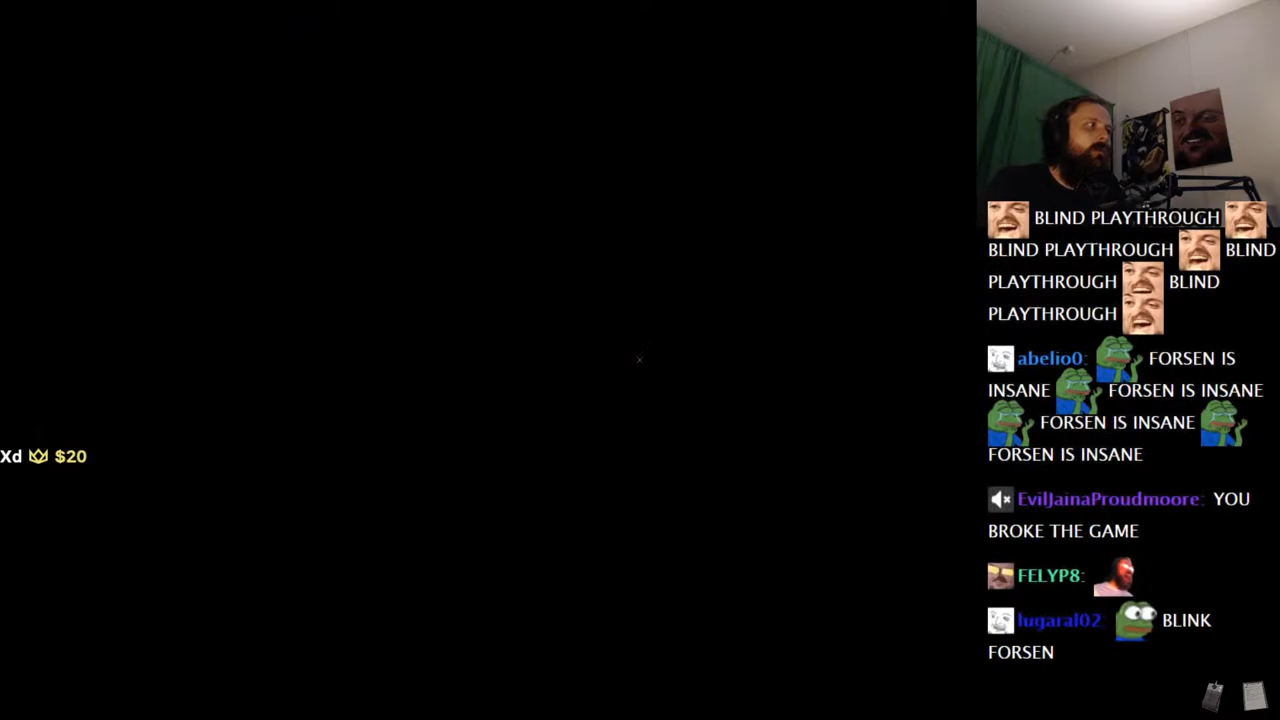 BLIND PLAYTHROUGH
BLIND PLAYTHROUGH BLIND
PLAYTHROUGH BLIND
PLAYTHROUGH
abelio0: FORSEN IS
INSANE FORSEN IS INSANE
FORSEN IS INSANE
FORSEN IS INSANE
Xd $20
EvilJainaProudmoore: YOU
BROKE THE GAME
FELYP8:
lugaral02: BLINK
FORSEN